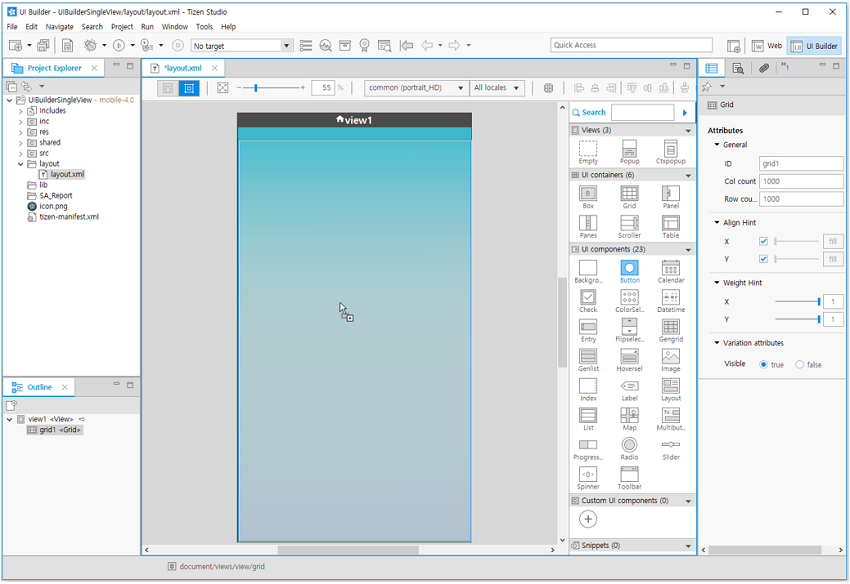 UI Builder - UIBuilderSingleView/layout/layout.xml - Tizen Studio
File Edit Navigate Search Project Run Window Tools Help
No target
Quick Access
Web
UI Builder
Project Explorer
UIBuilderSingleView - mobile-4.0
Includes
inc
res
shared
src
layout
layout.xml
lib
SA_Report
icon.png
tizen-manifest.xml
Outline
view1 <View>
grid1 <Grid>
*layout.xml
55 %
common (portrait_HD)
All locales
view1
Search
Views (3)
Empty Popup Ctxpopup
UI containers (6)
Box Grid Panel
Panes Scroller Table
UI components (23)
Backgro... Button Calendar
Check ColorSel... Datetime
Entry Flipselec... Gengrid
Genlist Hoversel Image
Index Label Layout
List Map Multibut...
Progress... Radio Slider
Spinner Toolbar
Custom UI components (0)
Snippets (0)
"1
Grid
Attributes
General
ID grid1
Col count 1000
Row cou... 1000
Align Hint
X fill
Y fill
Weight Hint
X 1
Y 1
Variation attributes
Visible true false
document/views/view/grid